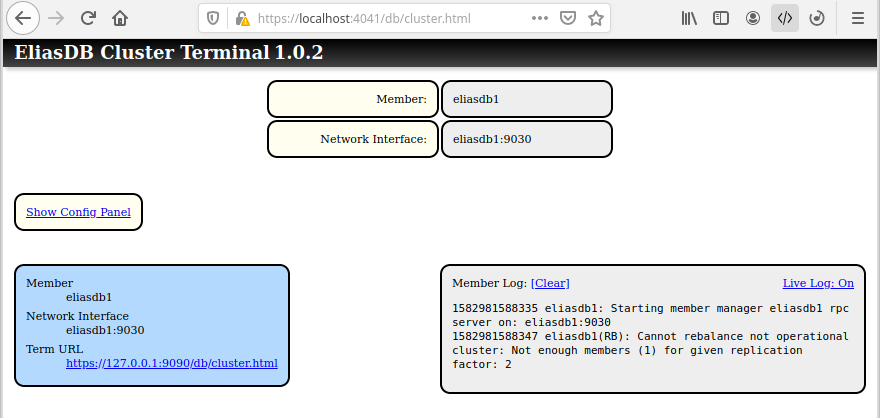 https://localhost:4041/db/cluster.html
EliasDB Cluster Terminal 1.0.2
Member: eliasdb1
Network Interface: eliasdb1:9030
Show Config Panel
Member
eliasdb1
Network Interface
eliasdb1:9030
Term URL
https://127.0.0.1:9090/db/cluster.html
Member Log: [Clear] Live Log: On
1582981588335 eliasdb1: Starting member manager eliasdb1 rpc
server on: eliasdb1:9030
1582981588347 eliasdb1(RB): Cannot rebalance not operational
cluster: Not enough members (1) for given replication
factor: 2